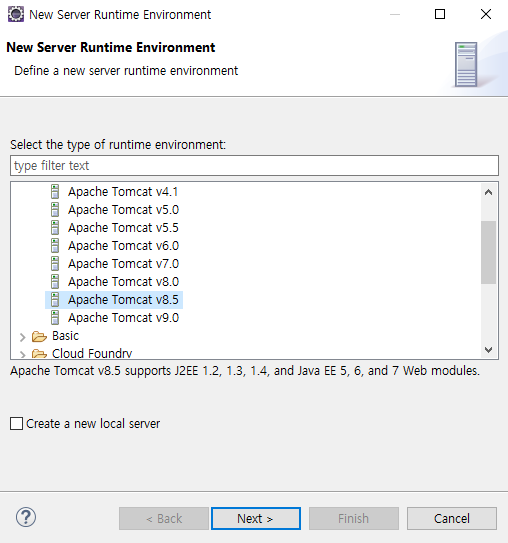 New Server Runtime Environment
New Server Runtime Environment
Define a new server runtime environment
Select the type of runtime environment:
type filter text
Apache Tomcat v4.1
Apache Tomcat v5.0
Apache Tomcat v5.5
Apache Tomcat v6.0
Apache Tomcat v7.0
Apache Tomcat v8.0
Apache Tomcat v8.5
Apache Tomcat v9.0
Basic
Cloud Foundry
Apache Tomcat v8.5 supports J2EE 1.2, 1.3, 1.4, and Java EE 5, 6, and 7 Web modules.
Create a new local server
? < Back Next > Finish Cancel